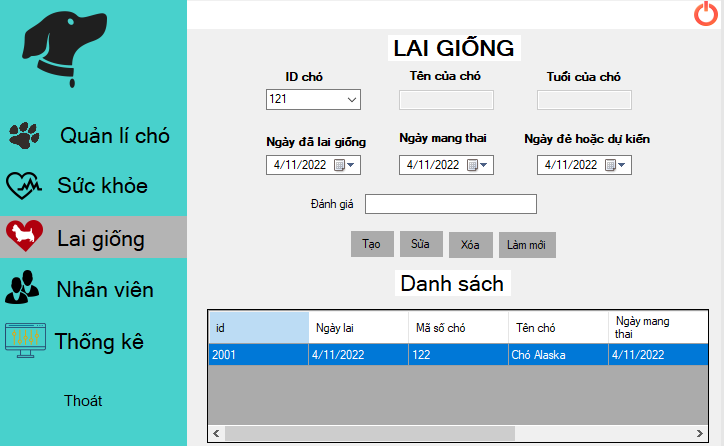 LAI GIỐNG
ID chó Tên của chó Tuổi của chó
121
Ngày đã lai giống Ngày mang thai Ngày đẻ hoặc dự kiến
4/11/2022 4/11/2022 4/11/2022
Đánh giá
Tạo Sửa Xóa Làm mới
Danh sách
id Ngày lai Mã số chó Tên chó Ngày mang thai
2001 4/11/2022 122 Chó Alaska 4/11/2022
Quản lí chó
Sức khỏe
Lai giống
Nhân viên
Thống kê
Thoát